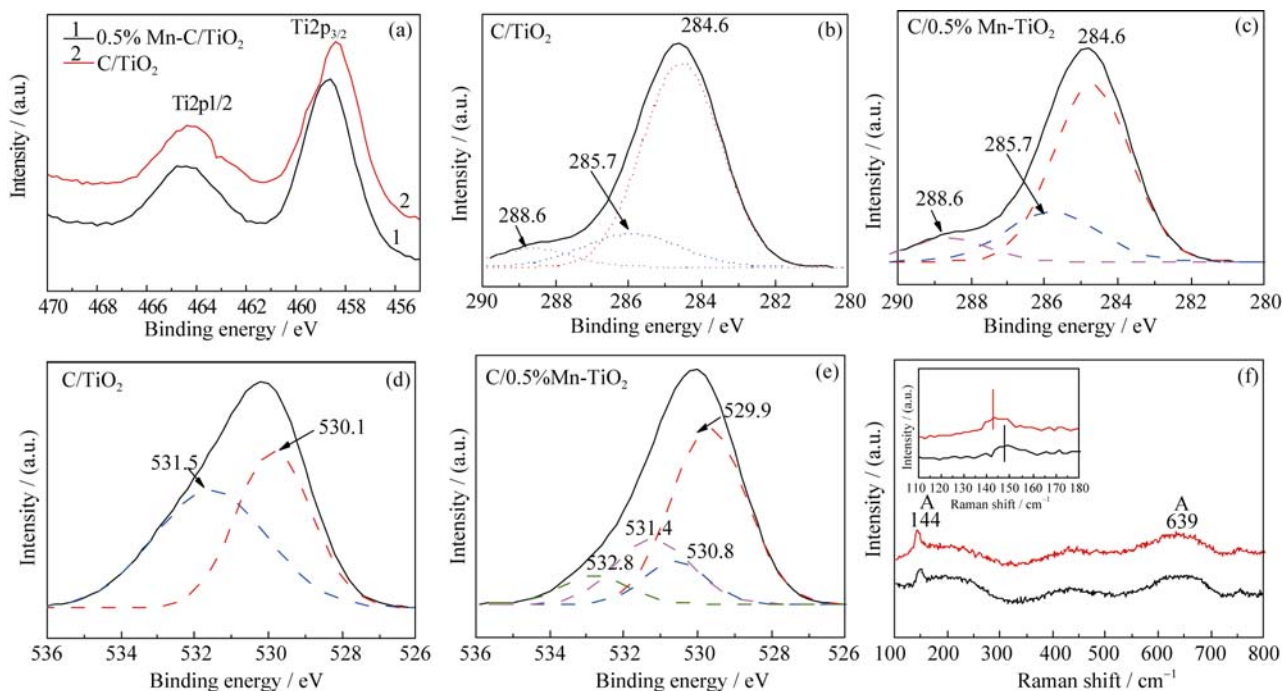 (a)
1 0.5% Mn-C/TiO₂
2 C/TiO₂
Ti2p₃/₂
Ti2p1/2
2
1
Intensity / (a.u.)
470 468 466 464 462 460 458 456
Binding energy / eV
(b)
C/TiO₂
284.6
285.7
288.6
Intensity / (a.u.)
290 288 286 284 282 280
Binding energy / eV
(c)
C/0.5% Mn-TiO₂
284.6
285.7
288.6
Intensity / (a.u.)
290 288 286 284 282 280
Binding energy / eV
(d)
C/TiO₂
530.1
531.5
Intensity / (a.u.)
536 534 532 530 528 526
Binding energy / eV
(e)
C/0.5%Mn-TiO₂
529.9
531.4
532.8
530.8
Intensity / (a.u.)
536 534 532 530 528 526
Binding energy / eV
(f)
Intensity / (a.u.)
110 120 130 140 150 160 170 180
Raman shift / cm⁻¹
A
144
A
639
Intensity / (a.u.)
100 200 300 400 500 600 700 800
Raman shift / cm⁻¹